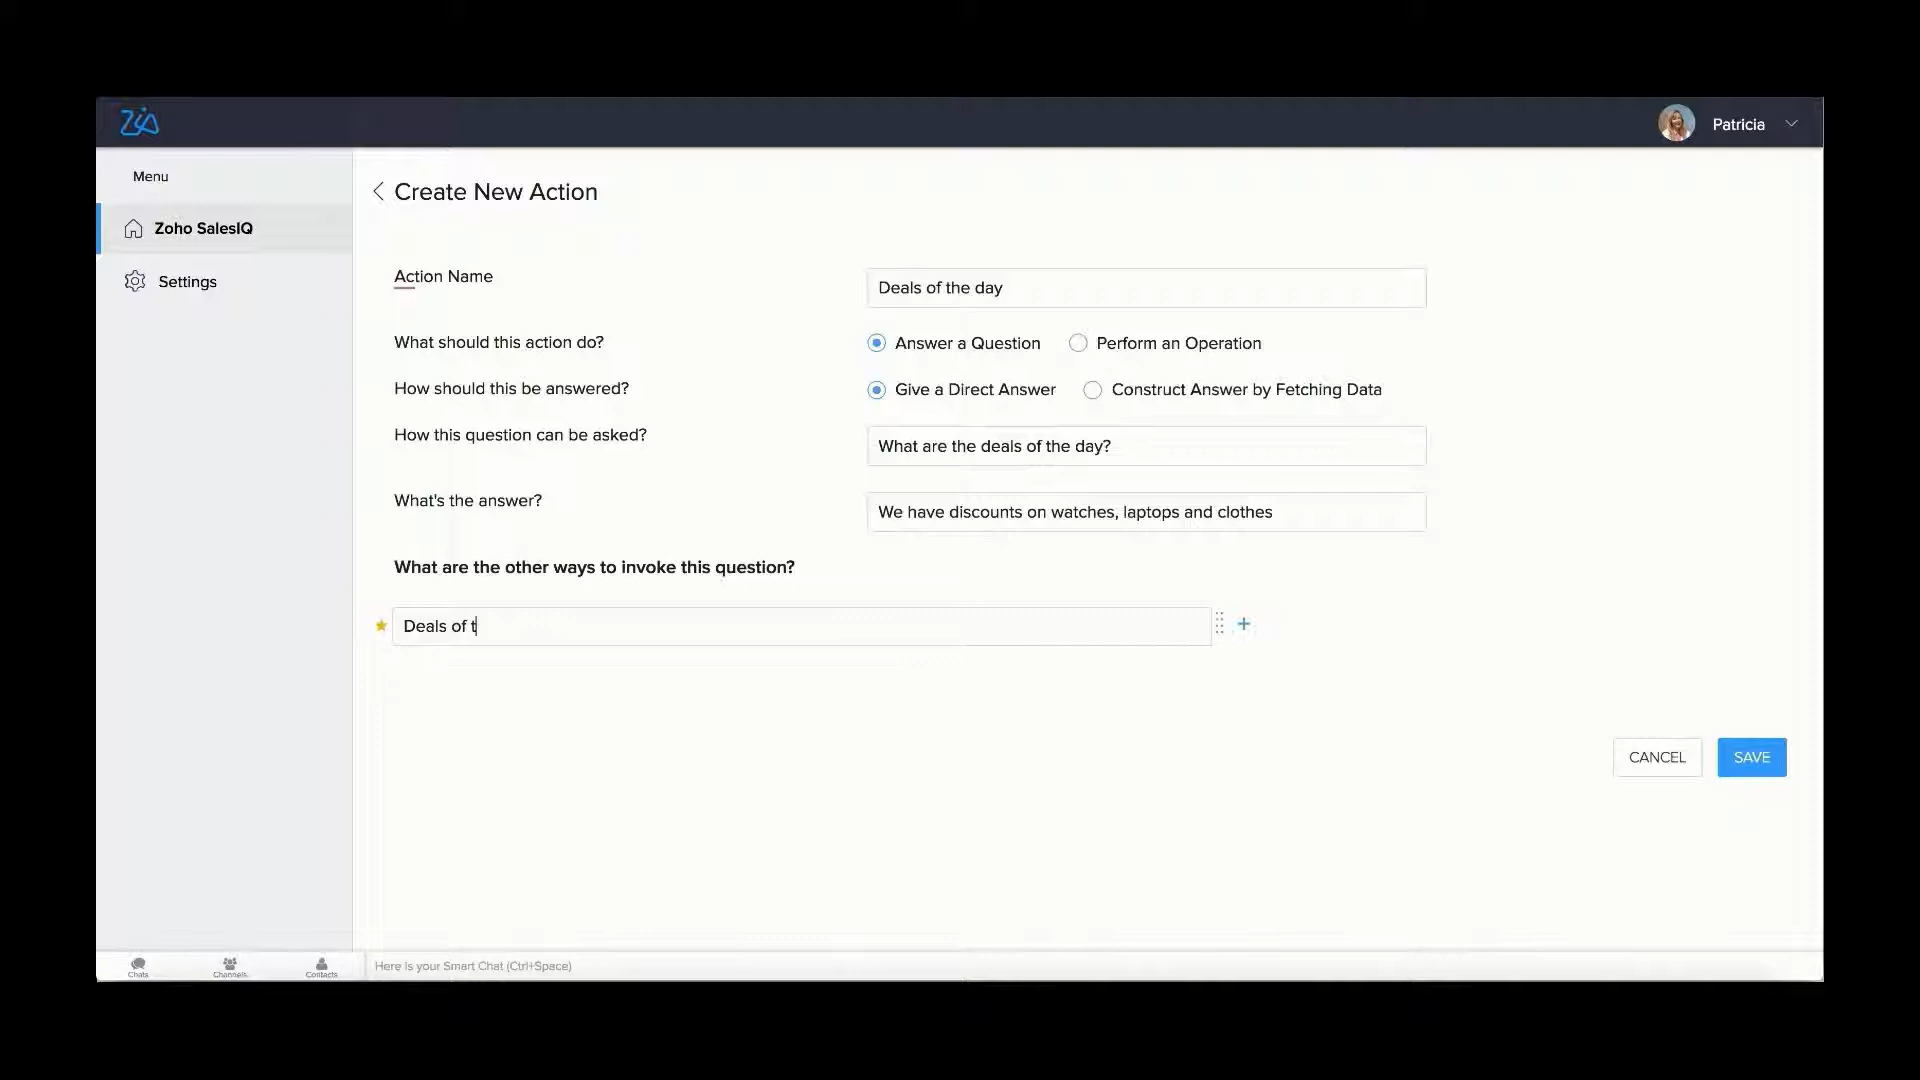 Zia
Patricia
Menu
Create New Action
Zoho SalesIQ
Settings
Action Name
Deals of the day
What should this action do?
Answer a Question
Perform an Operation
How should this be answered?
Give a Direct Answer
Construct Answer by Fetching Data
How this question can be asked?
What are the deals of the day?
What's the answer?
We have discounts on watches, laptops and clothes
What are the other ways to invoke this question?
Deals of t
CANCEL
SAVE
Chats
Channels
Contacts
Here is your Smart Chat (Ctrl+Space)